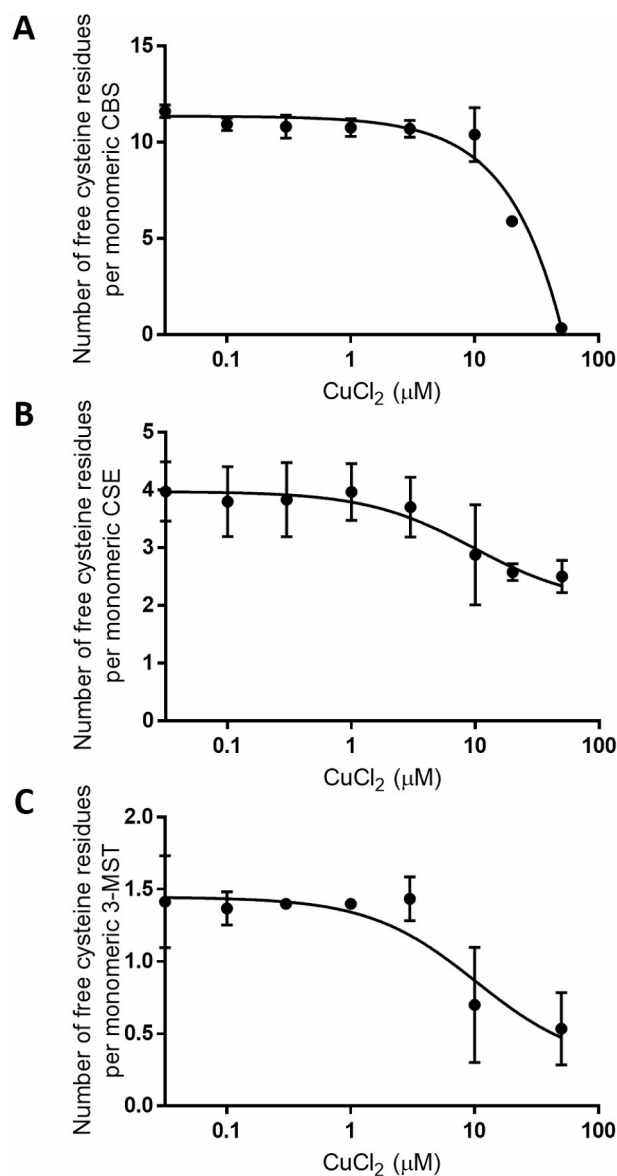 A
Number of free cysteine residues
per monomeric CBS
15
10
5
0
0.1 1 10 100
CuCl₂ (µM)
B
Number of free cysteine residues
per monomeric CSE
5
4
3
2
1
0
0.1 1 10 100
CuCl₂ (µM)
C
Number of free cysteine residues
per monomeric 3-MST
2.0
1.5
1.0
0.5
0.0
0.1 1 10 100
CuCl₂ (µM)